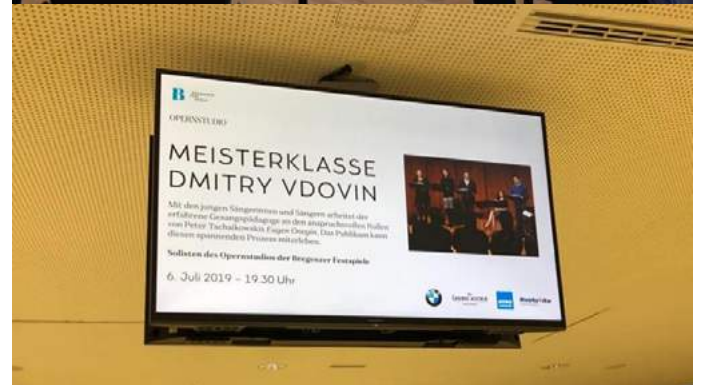 B
OPERNSTUDIO
MEISTERKLASSE
DMITRY VDOVIN
Mit den jungen Sängerinnen und Sängern arbeitet der
erfahrene Gesangspädagoge zu den anspruchsvollen Rollen
von Peter Tschaikowskis Eugen Onegin. Das Publikum kann
diesen spannenden Prozess miterleben.
Solisten des Opernstudios der Bregenzer Festspiele
6. Juli 2019 – 19.30 Uhr
BMW